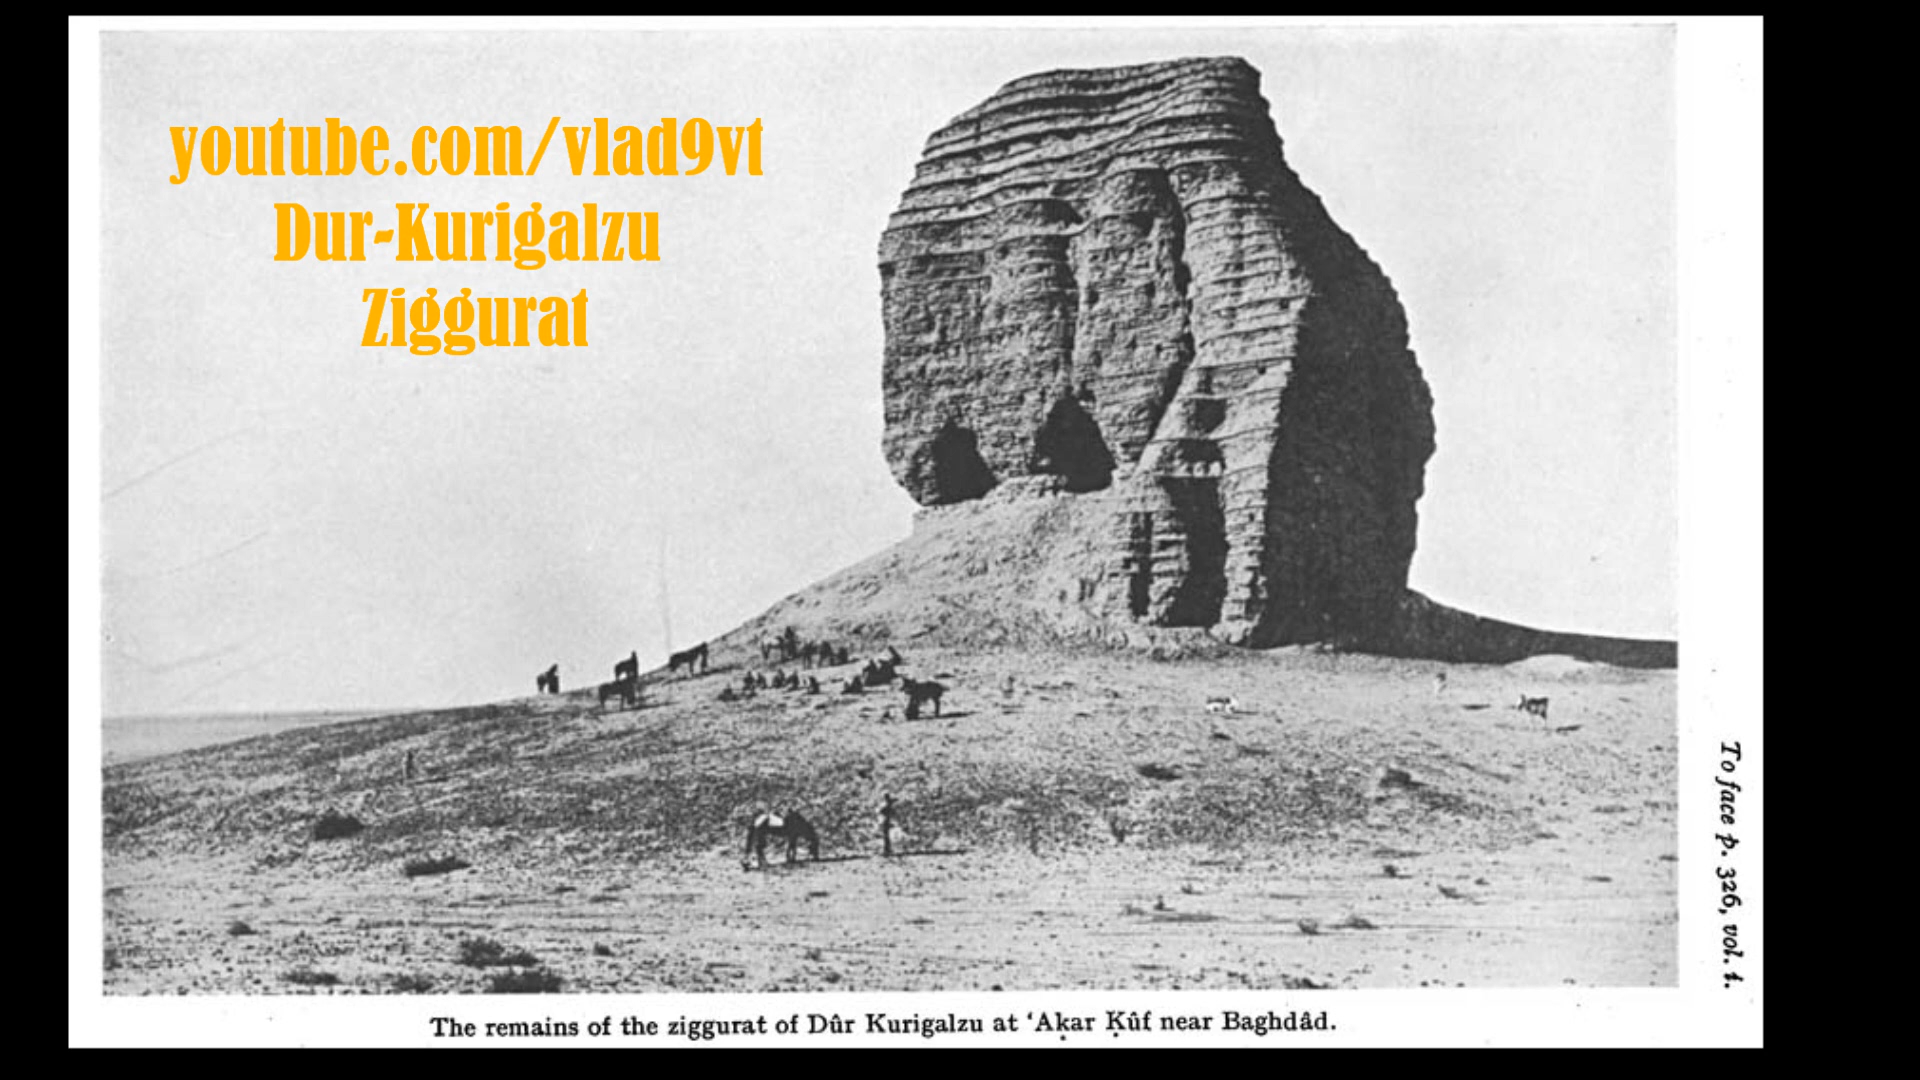 youtube.com/vlad9vt
Dur-Kurigalzu
Ziggurat
To face p. 326, vol. 1.
The remains of the ziggurat of Dûr Kurigalzu at ʻAḳar Ḳûf near Baghdâd.